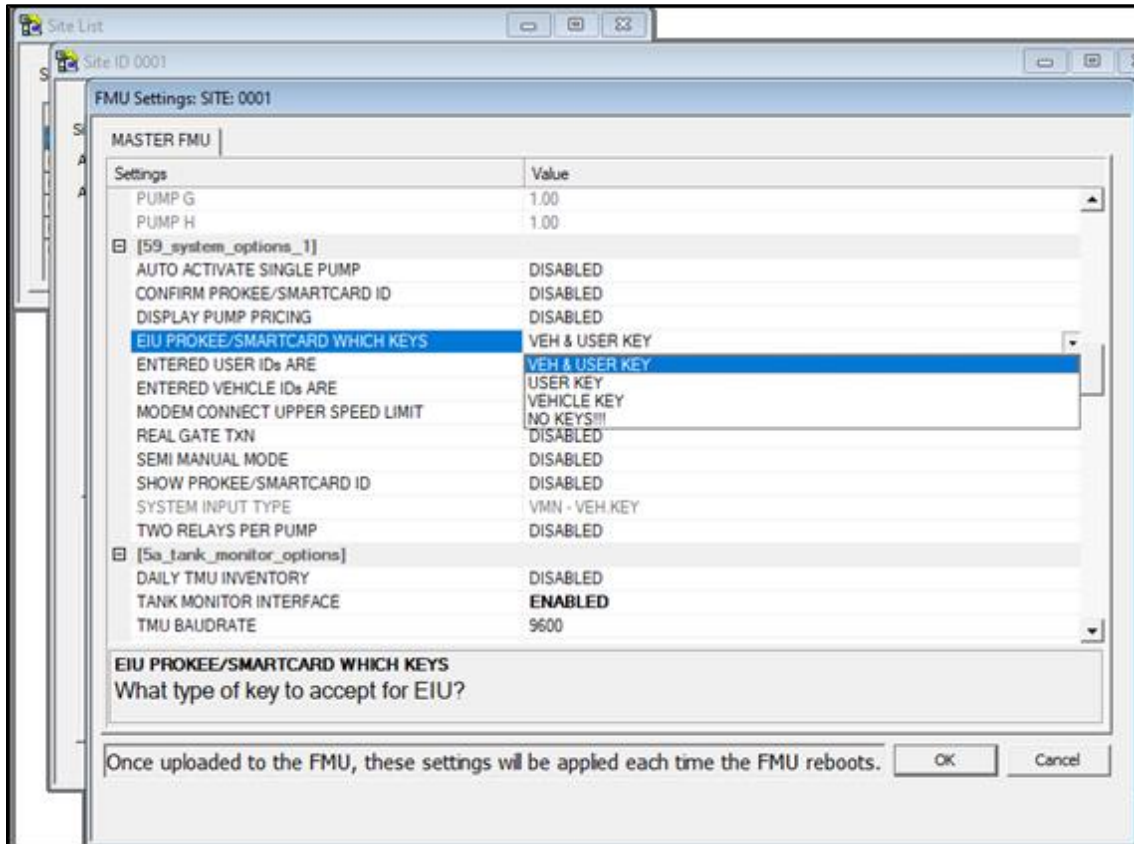 Site List
Site ID 0001
FMU Settings: SITE: 0001
MASTER FMU
Settings Value
PUMP G 1.00
PUMP H 1.00
[59_system_options_1]
AUTO ACTIVATE SINGLE PUMP DISABLED
CONFIRM PROKEE/SMARTCARD ID DISABLED
DISPLAY PUMP PRICING DISABLED
EIU PROKEE/SMARTCARD WHICH KEYS VEH & USER KEY
ENTERED USER IDs ARE VEH & USER KEY
ENTERED VEHICLE IDs ARE USER KEY
VEHICLE KEY
MODEM CONNECT UPPER SPEED LIMIT NO KEYS!!!
REAL GATE TXN DISABLED
SEMI MANUAL MODE DISABLED
SHOW PROKEE/SMARTCARD ID DISABLED
SYSTEM INPUT TYPE VMN - VEH.KEY
TWO RELAYS PER PUMP DISABLED
[5a_tank_monitor_options]
DAILY TMU INVENTORY DISABLED
TANK MONITOR INTERFACE ENABLED
TMU BAUDRATE 9600
EIU PROKEE/SMARTCARD WHICH KEYS
What type of key to accept for EIU?
Once uploaded to the FMU, these settings will be applied each time the FMU reboots. OK Cancel